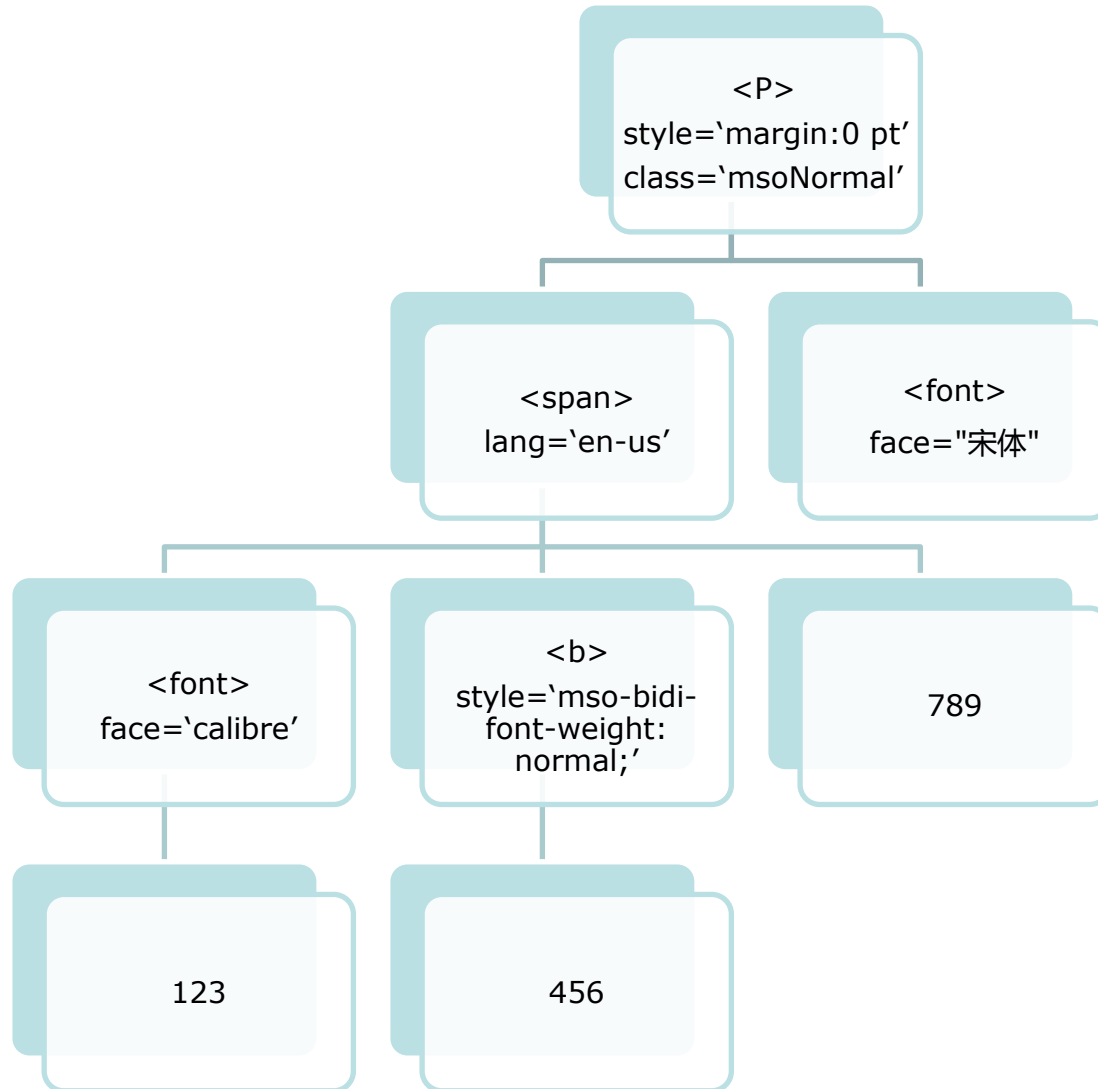 <P>
style=‘margin:0 pt’
class=‘msoNormal’
<span>
lang=‘en-us’
<font>
face="宋体"
<font>
face=‘calibre’
<b>
style=‘mso-bidi-
font-weight:
normal;’
789
123
456